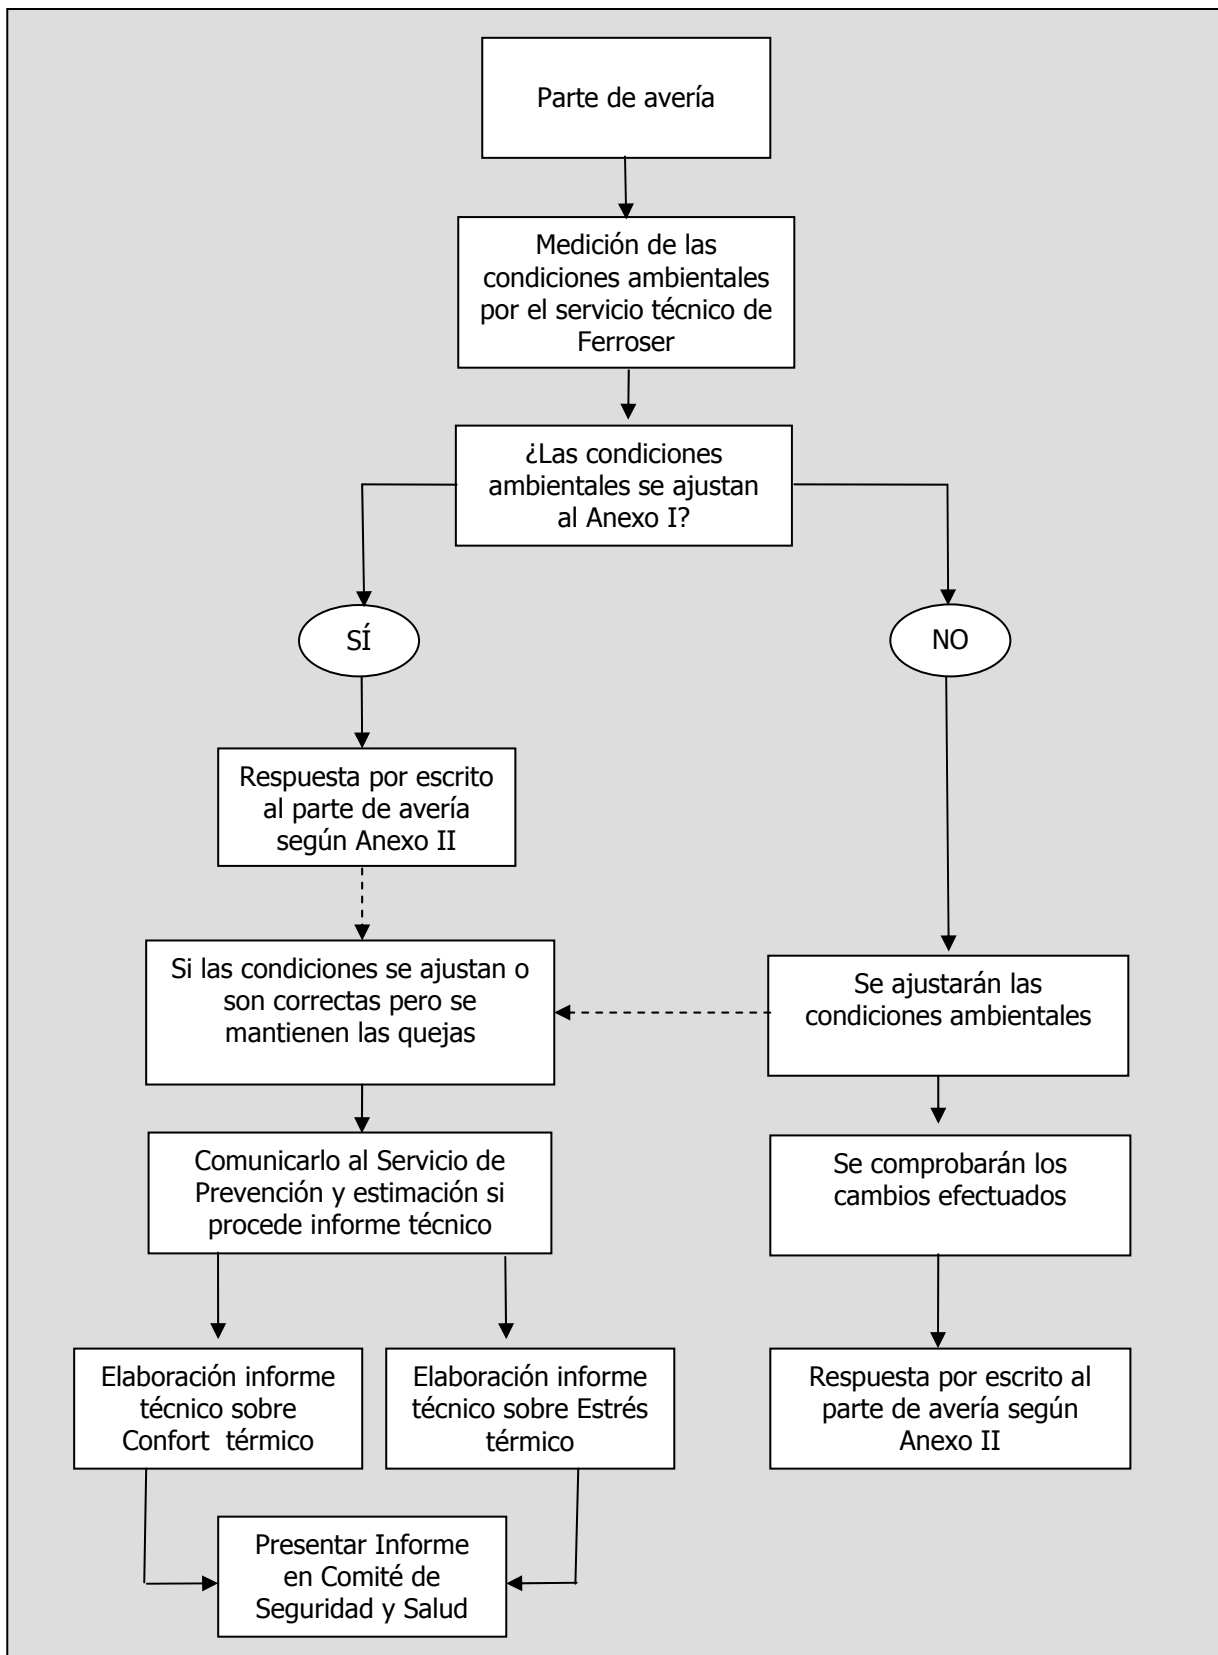 Parte de avería
Medición de las
condiciones ambientales
por el servicio técnico de
Ferroser
¿Las condiciones
ambientales se ajustan
al Anexo I?
SÍ
NO
Respuesta por escrito
al parte de avería
según Anexo II
Si las condiciones se ajustan o
son correctas pero se
mantienen las quejas
Se ajustarán las
condiciones ambientales
Comunicarlo al Servicio de
Prevención y estimación si
procede informe técnico
Se comprobarán los
cambios efectuados
Elaboración informe
técnico sobre
Confort térmico
Elaboración informe
técnico sobre Estrés
térmico
Respuesta por escrito al
parte de avería según
Anexo II
Presentar Informe
en Comité de
Seguridad y Salud